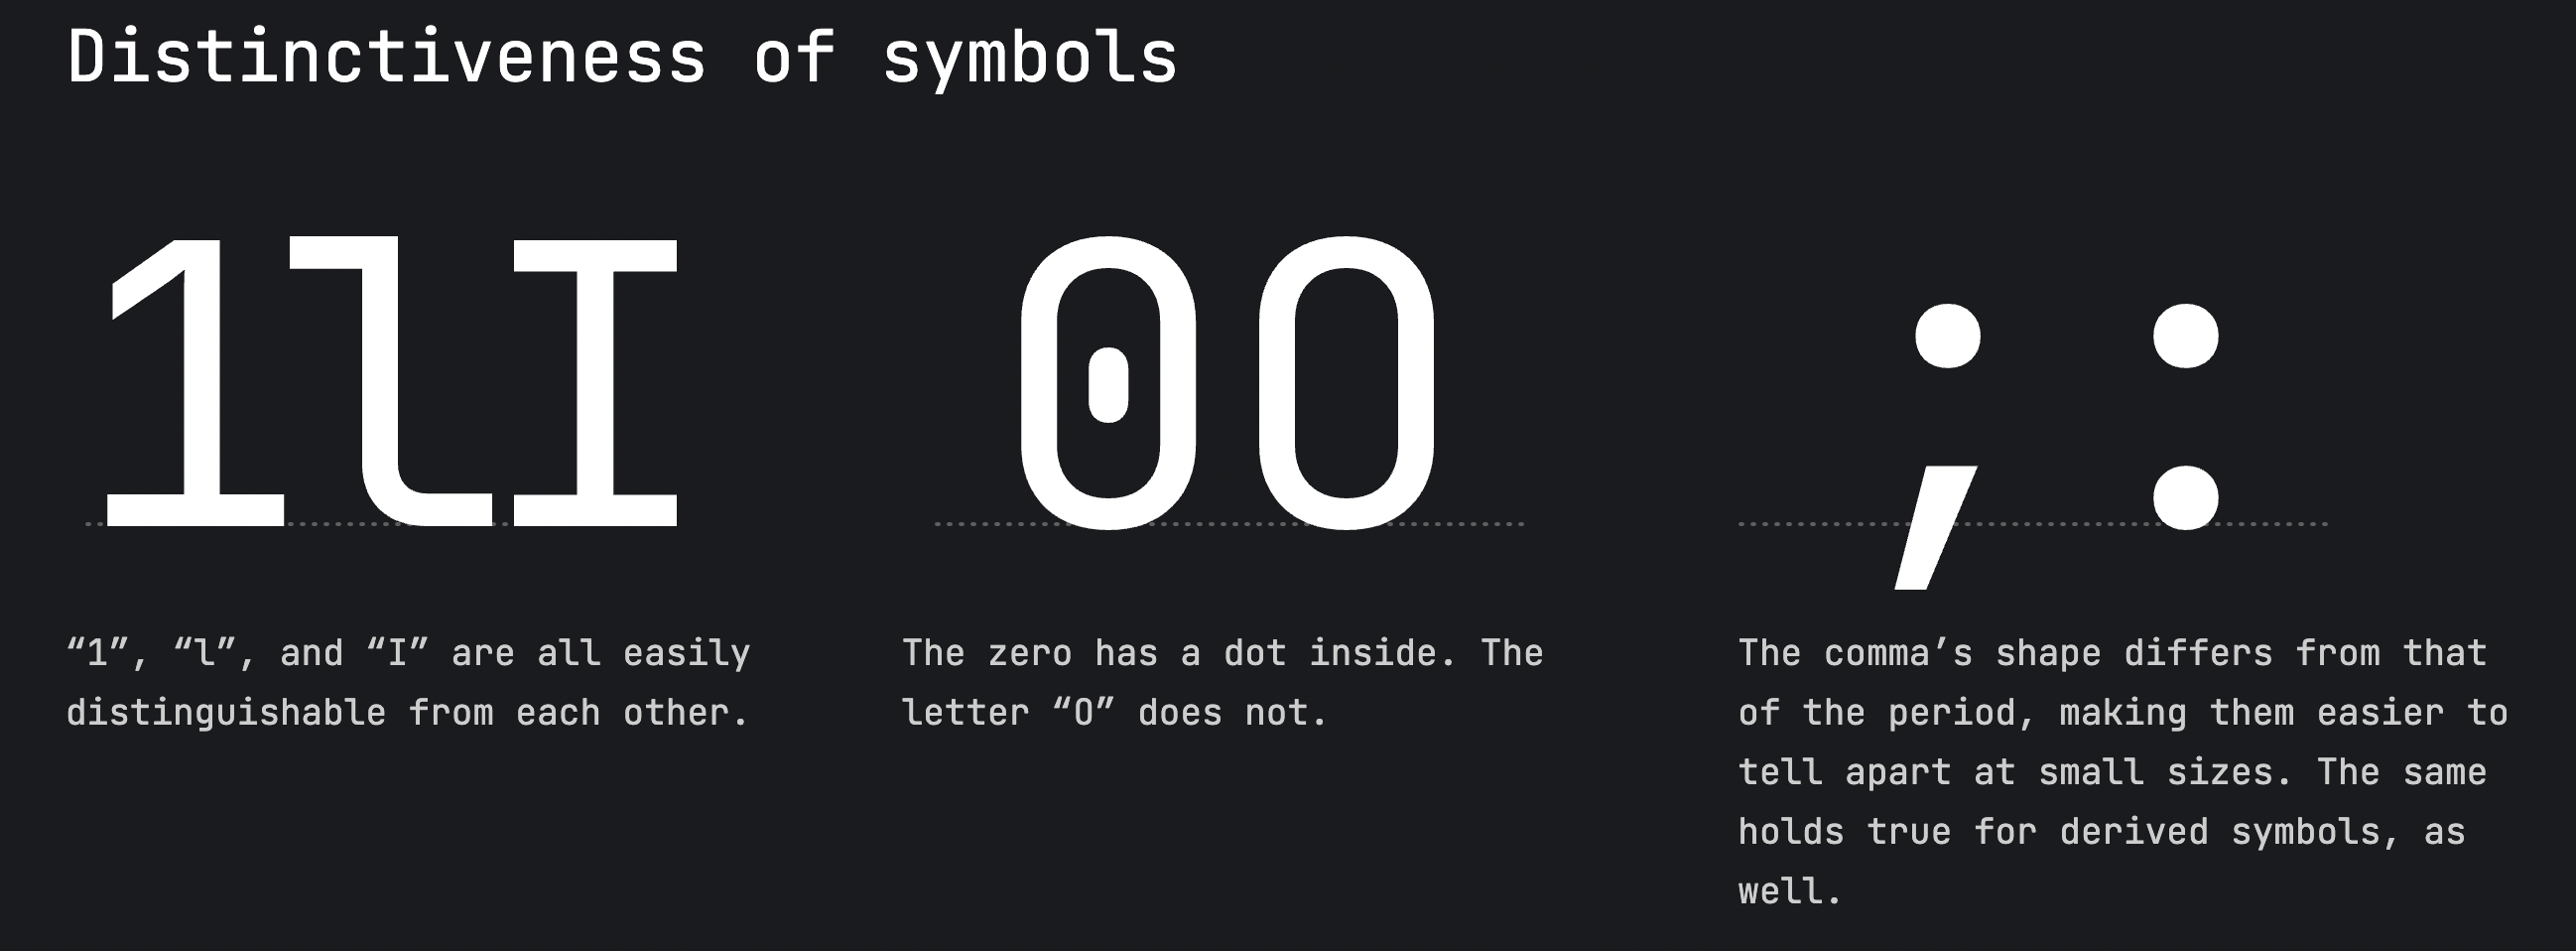 Distinctiveness of symbols
1lI
0O
;:
“1”, “l”, and “I” are all easily
distinguishable from each other.
The zero has a dot inside. The
letter “O” does not.
The comma’s shape differs from that
of the period, making them easier to
tell apart at small sizes. The same
holds true for derived symbols, as
well.